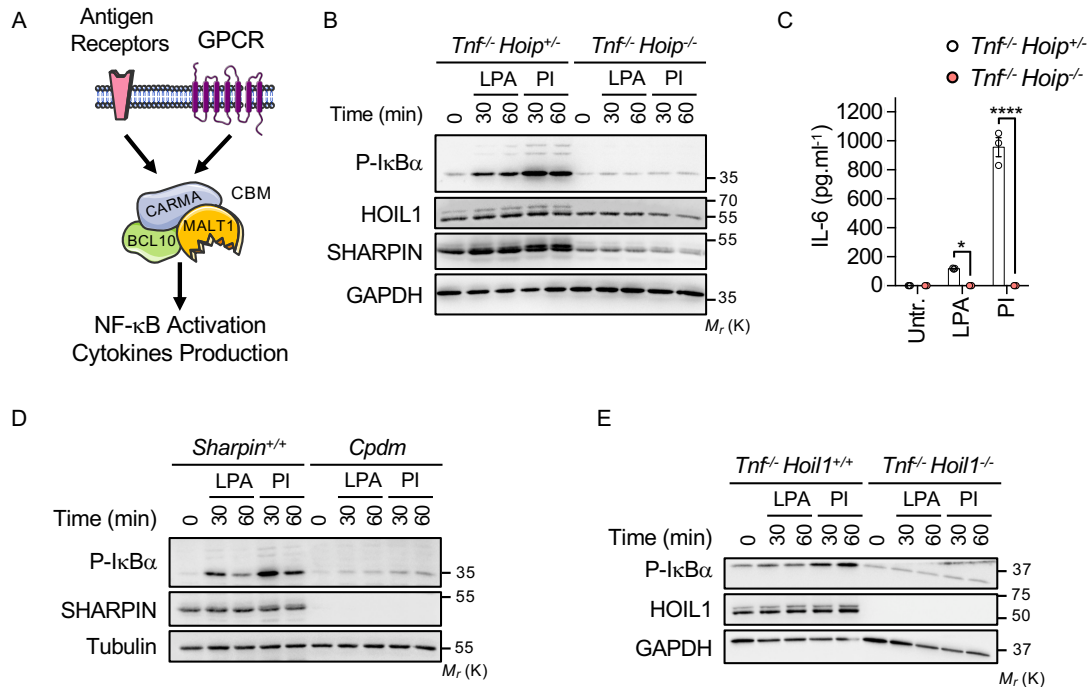 A
Antigen
Receptors
GPCR
CARMA
CBM
BCL10
MALT1
NF-κB Activation
Cytokines Production
B
Tnf-/- Hoip+/- Tnf-/- Hoip-/-
LPA PI LPA PI
Time (min) 0 30 60 30 60 0 30 60 30 60
P-IκBα
35
HOIL1
70
55
SHARPIN
55
GAPDH
35
Mr (K)
C
Tnf-/- Hoip+/-
Tnf-/- Hoip-/-
IL-6 (pg.ml-1)
1200
1000
800
600
400
200
0
****
*
Untr.
LPA
PI
D
Sharpin+/+ Cpdm
LPA PI LPA PI
Time (min) 0 30 60 30 60 0 30 60 30 60
P-IκBα
35
SHARPIN
55
Tubulin
55
Mr (K)
E
Tnf-/- Hoil1+/+ Tnf-/- Hoil1-/-
LPA PI LPA PI
Time (min) 0 30 60 30 60 0 30 60 30 60
P-IκBα
37
HOIL1
75
50
GAPDH
37
Mr (K)